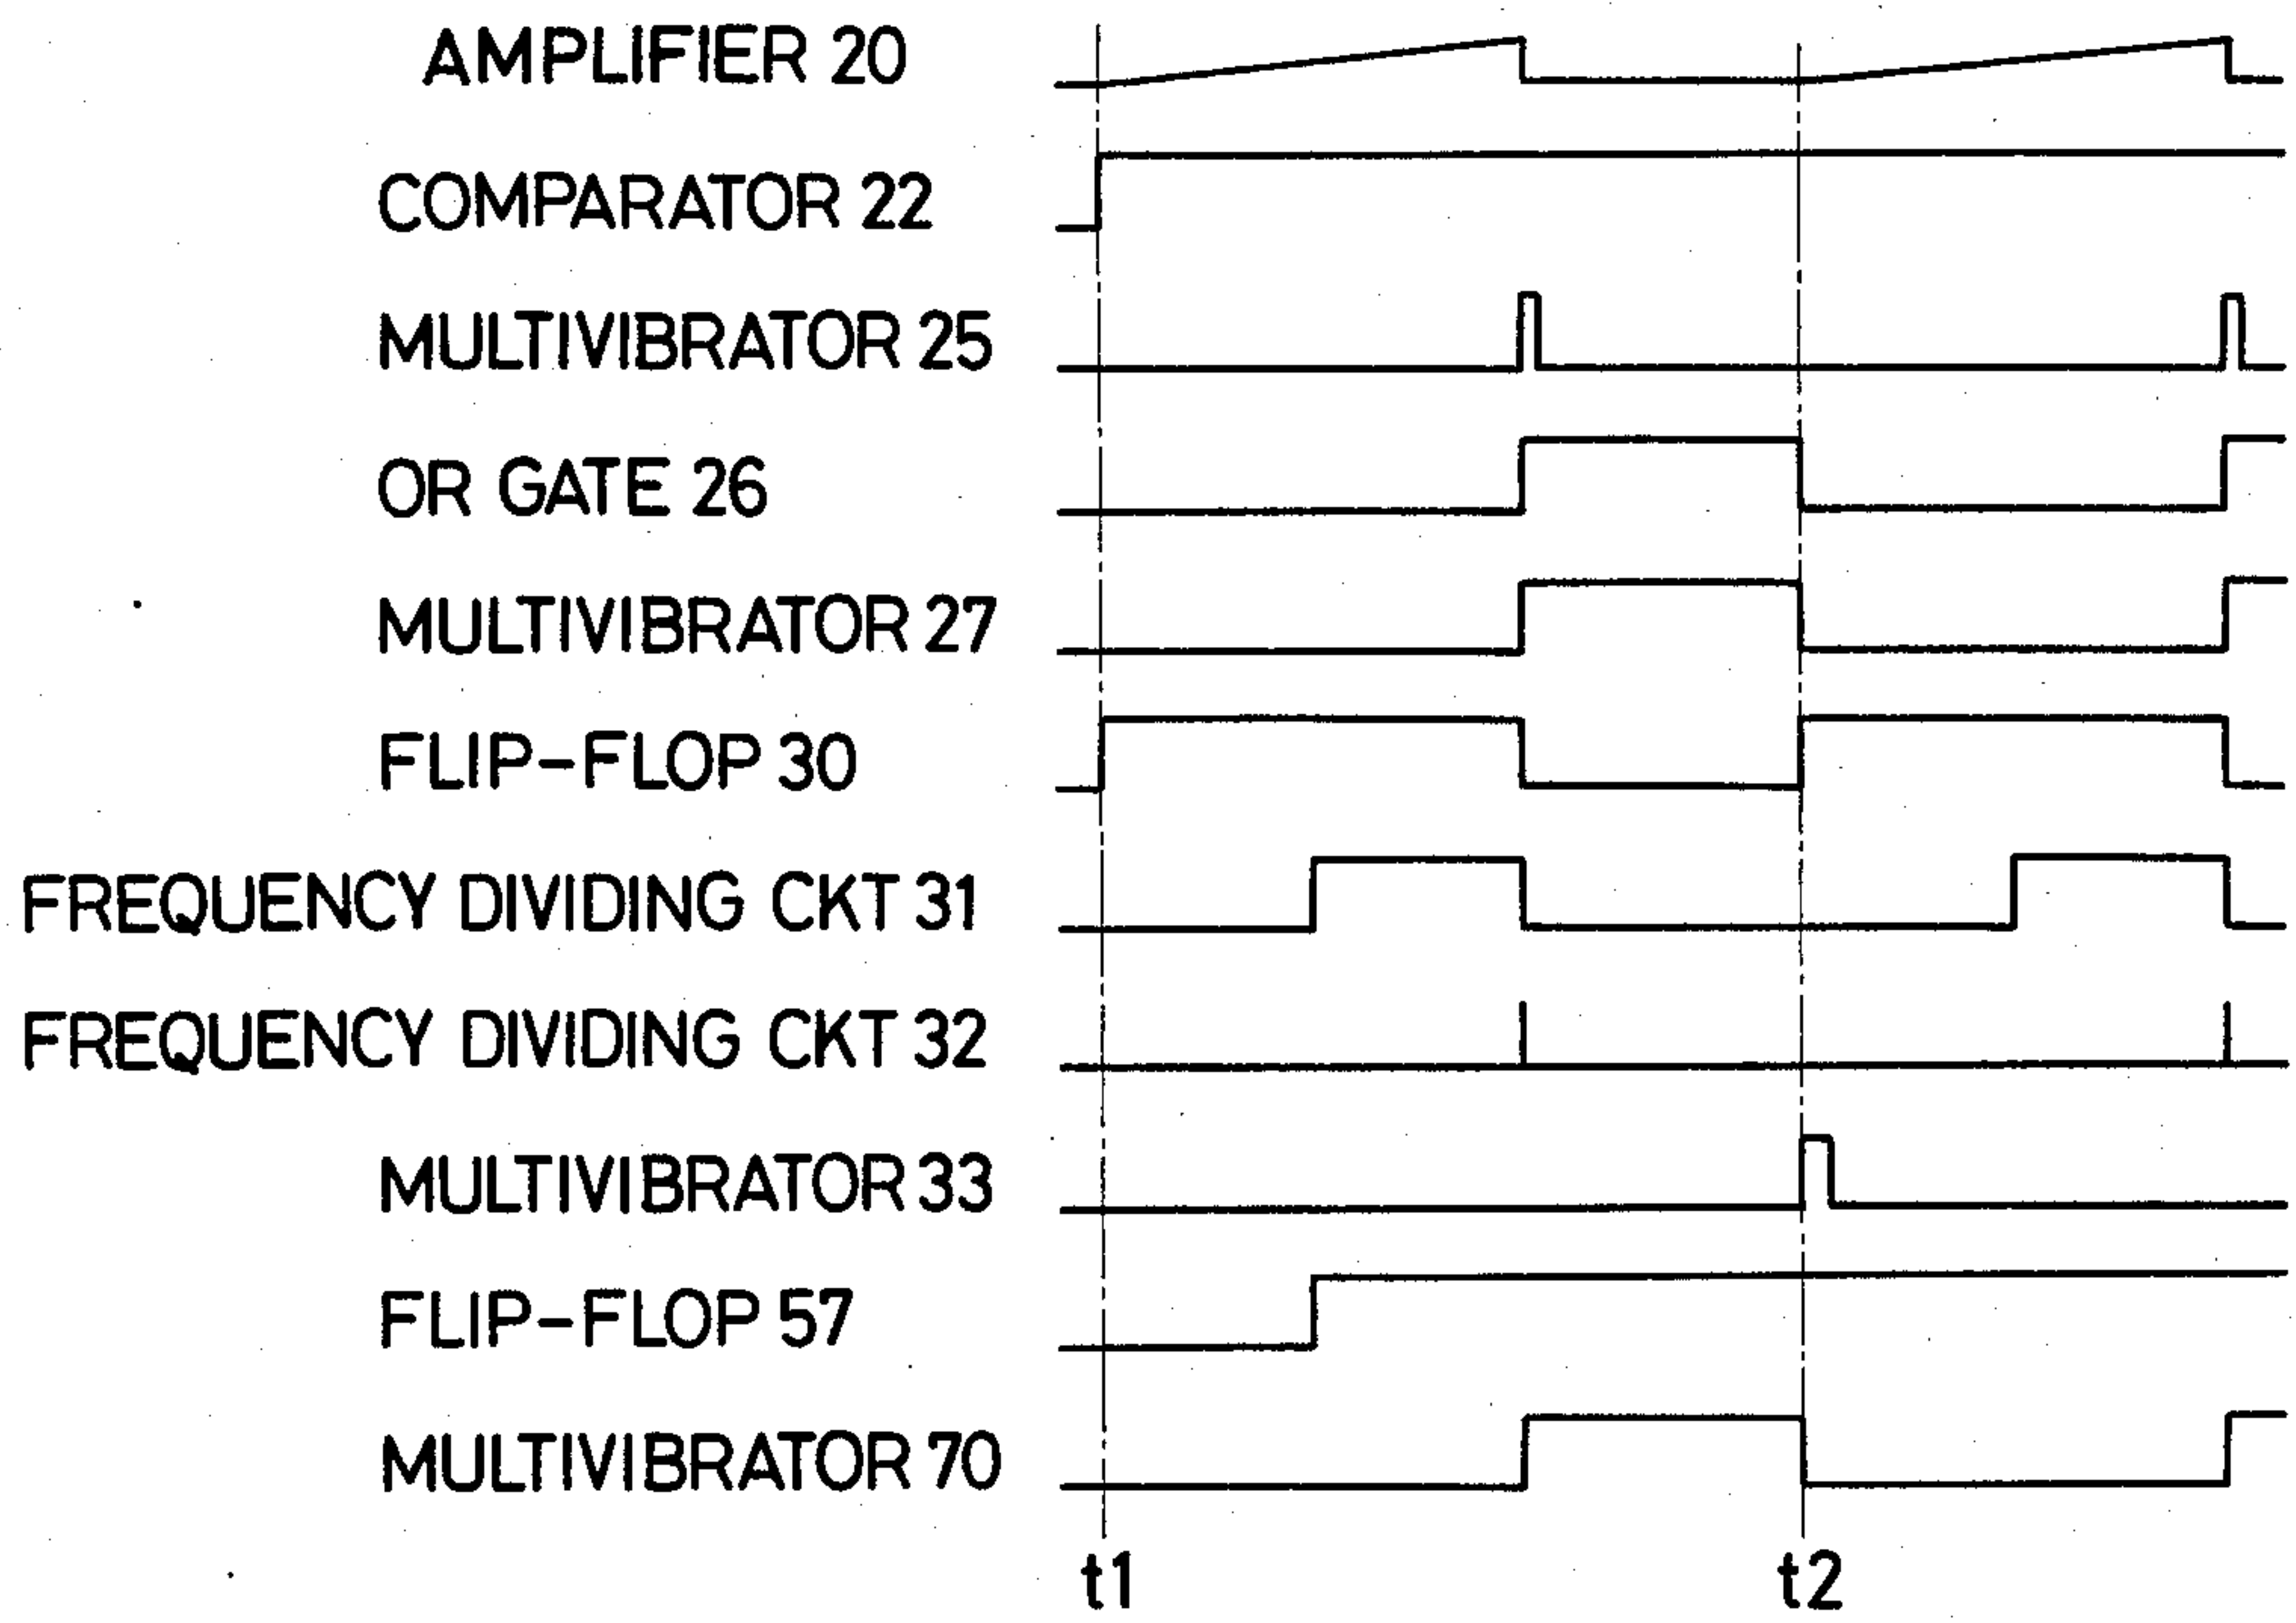 AMPLIFIER 20
COMPARATOR 22
MULTIVIBRATOR 25
OR GATE 26
MULTIVIBRATOR 27
FLIP-FLOP 30
FREQUENCY DIVIDING CKT 31
FREQUENCY DIVIDING CKT 32
MULTIVIBRATOR 33
FLIP-FLOP 57
MULTIVIBRATOR 70
t1 t2